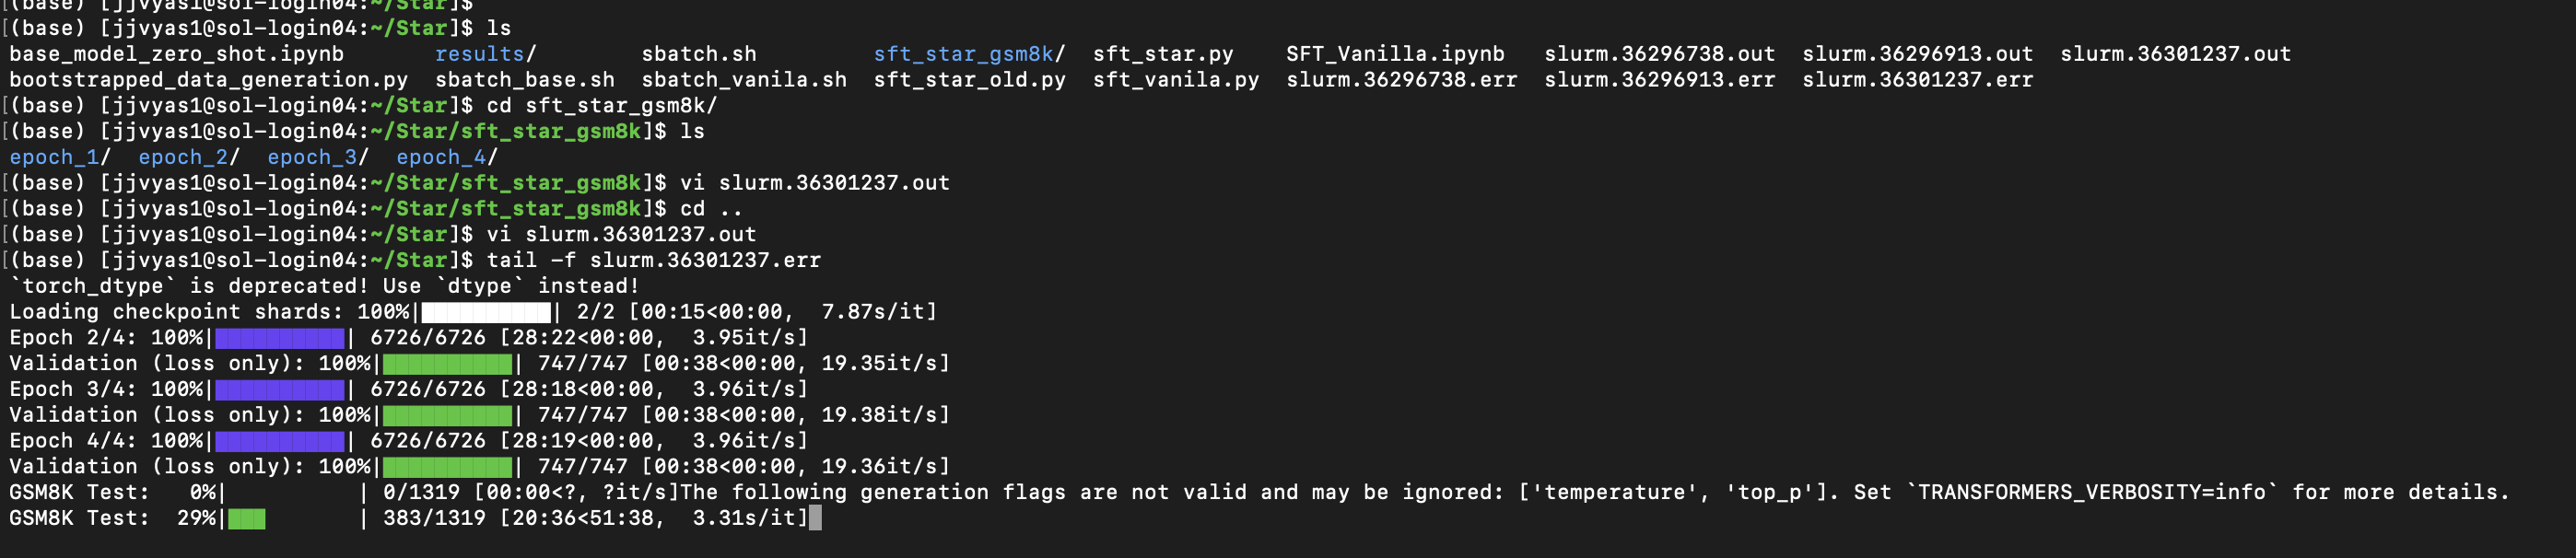 [(base) [jjvyas1@sol-login04:~/Star]$
[(base) [jjvyas1@sol-login04:~/Star]$ ls
base_model_zero_shot.ipynb       results/        sbatch.sh         sft_star_gsm8k/  sft_star.py    SFT_Vanilla.ipynb   slurm.36296738.out  slurm.36296913.out  slurm.36301237.out
bootstrapped_data_generation.py  sbatch_base.sh  sbatch_vanila.sh  sft_star_old.py  sft_vanila.py  slurm.36296738.err  slurm.36296913.err  slurm.36301237.err
[(base) [jjvyas1@sol-login04:~/Star]$ cd sft_star_gsm8k/
[(base) [jjvyas1@sol-login04:~/Star/sft_star_gsm8k]$ ls
epoch_1/  epoch_2/  epoch_3/  epoch_4/
[(base) [jjvyas1@sol-login04:~/Star/sft_star_gsm8k]$ vi slurm.36301237.out
[(base) [jjvyas1@sol-login04:~/Star/sft_star_gsm8k]$ cd ..
[(base) [jjvyas1@sol-login04:~/Star]$ vi slurm.36301237.out
[(base) [jjvyas1@sol-login04:~/Star]$ tail -f slurm.36301237.err
`torch_dtype` is deprecated! Use `dtype` instead!
Loading checkpoint shards: 100%|██████████| 2/2 [00:15<00:00,  7.87s/it]
Epoch 2/4: 100%|██████████| 6726/6726 [28:22<00:00,  3.95it/s]
Validation (loss only): 100%|██████████| 747/747 [00:38<00:00, 19.35it/s]
Epoch 3/4: 100%|██████████| 6726/6726 [28:18<00:00,  3.96it/s]
Validation (loss only): 100%|██████████| 747/747 [00:38<00:00, 19.38it/s]
Epoch 4/4: 100%|██████████| 6726/6726 [28:19<00:00,  3.96it/s]
Validation (loss only): 100%|██████████| 747/747 [00:38<00:00, 19.36it/s]
GSM8K Test:   0%|          | 0/1319 [00:00<?, ?it/s]The following generation flags are not valid and may be ignored: ['temperature', 'top_p']. Set `TRANSFORMERS_VERBOSITY=info` for more details.
GSM8K Test:  29%|███       | 383/1319 [20:36<51:38,  3.31s/it]